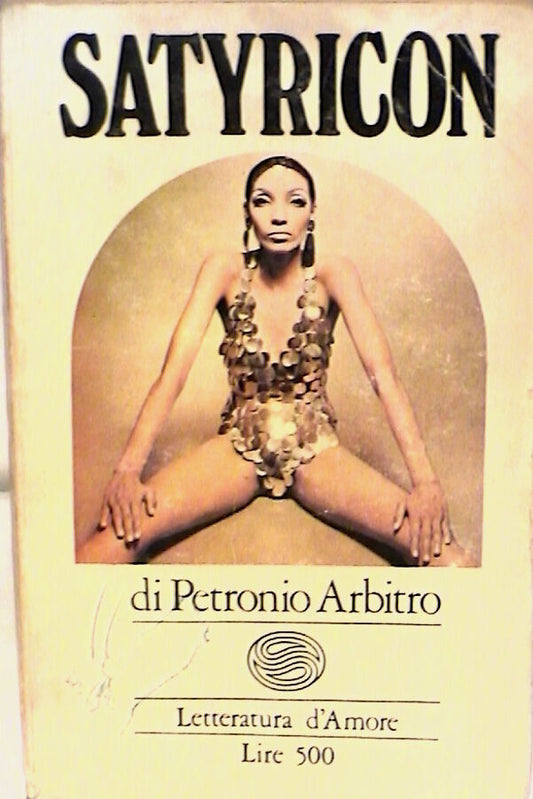 SATYRICON
di Petronio Arbitro
Letteratura d'Amore
Lire 500